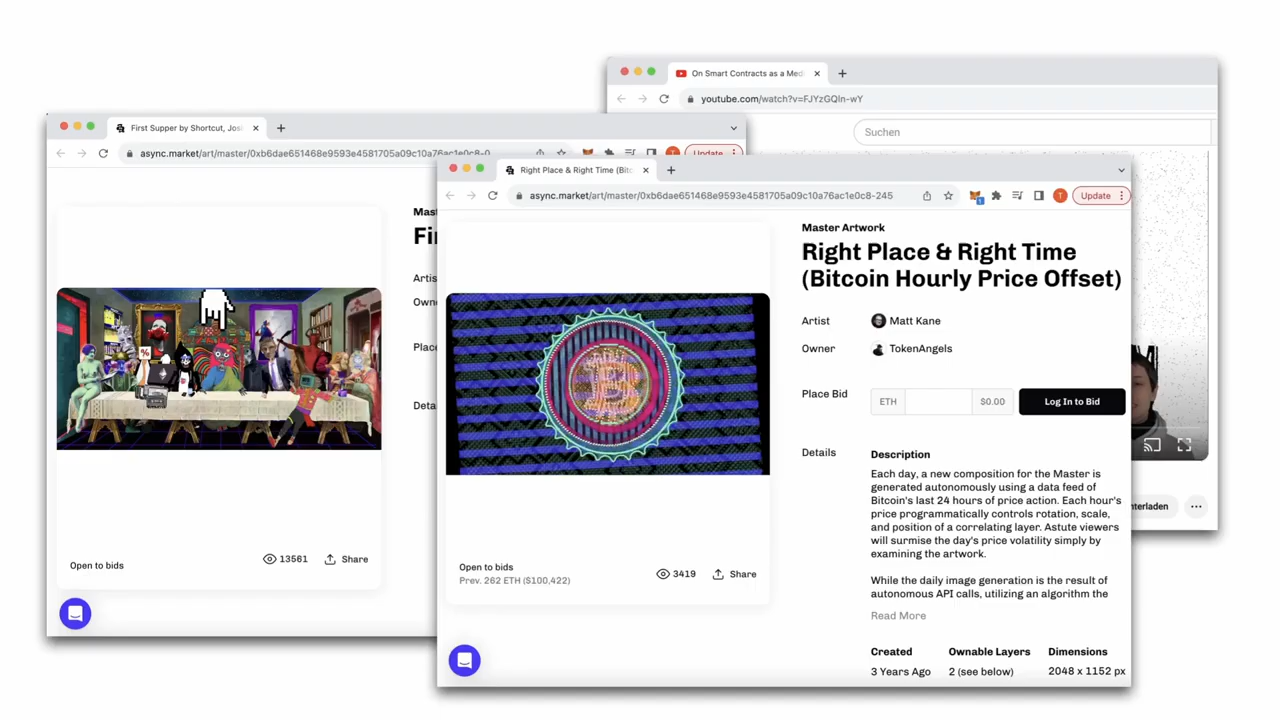 On Smart Contracts as a Med
youtube.com/watch?v=FJYzGQIn-wY
Suchen
nterladen
First Supper by Shortcut, Josi
async.market/art/master/0xb6dae651468e9593e4581705a09c10a76ac1e0c8-0
T
Update
Mast
Fi
Artis
Owne
Place
Deta
%
Open to bids
13561
Share
Right Place & Right Time (Bitc
async.market/art/master/0xb6dae651468e9593e4581705a09c10a76ac1e0c8-245
1
T
Update
Master Artwork
Right Place & Right Time
(Bitcoin Hourly Price Offset)
Artist
Matt Kane
Owner
TokenAngels
Place Bid
ETH
$0.00
Log In to Bid
Details
Description
Each day, a new composition for the Master is
generated autonomously using a data feed of
Bitcoin's last 24 hours of price action. Each hour's
price programmatically controls rotation, scale,
and position of a correlating layer. Astute viewers
will surmise the day's price volatility simply by
examining the artwork.
While the daily image generation is the result of
autonomous API calls, utilizing an algorithm the
Read More
Open to bids
Prev. 262 ETH ($100,422)
3419
Share
Created
Ownable Layers
Dimensions
3 Years Ago
2 (see below)
2048 x 1152 px